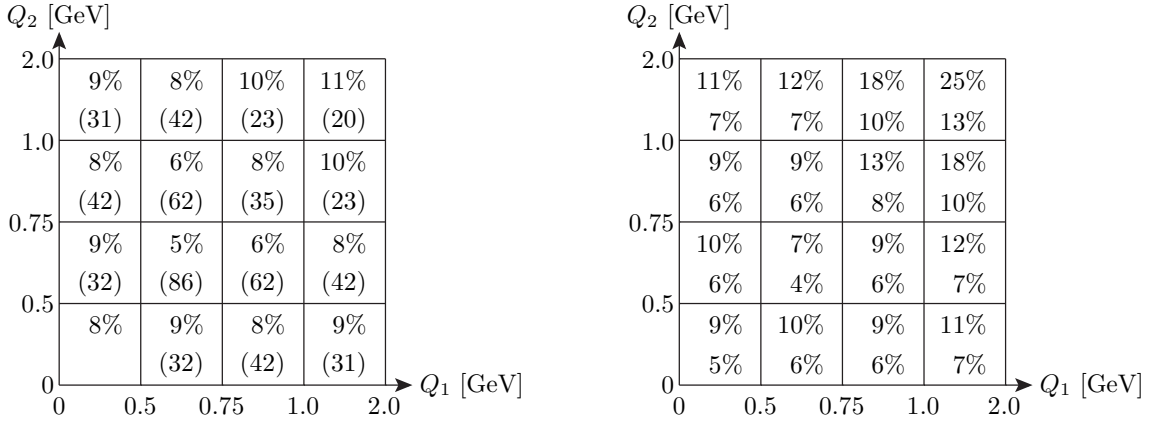 Q2 [GeV]
2.0
9% 8% 10% 11%
(31) (42) (23) (20)
1.0
8% 6% 8% 10%
(42) (62) (35) (23)
0.75
9% 5% 6% 8%
(32) (86) (62) (42)
0.5
8% 9% 8% 9%
(32) (42) (31)
0
Q1 [GeV]
0 0.5 0.75 1.0 2.0
Q2 [GeV]
2.0
11% 12% 18% 25%
7% 7% 10% 13%
1.0
9% 9% 13% 18%
6% 6% 8% 10%
0.75
10% 7% 9% 12%
6% 4% 6% 7%
0.5
9% 10% 9% 11%
5% 6% 6% 7%
0
Q1 [GeV]
0 0.5 0.75 1.0 2.0